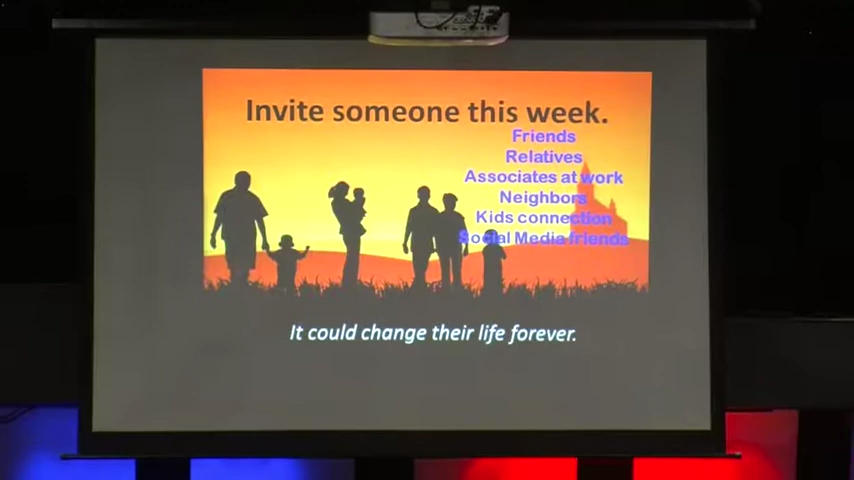 Invite someone this week.
Friends
Relatives
Associates at work
Neighbors
Kids connection
Social Media friends
It could change their life forever.